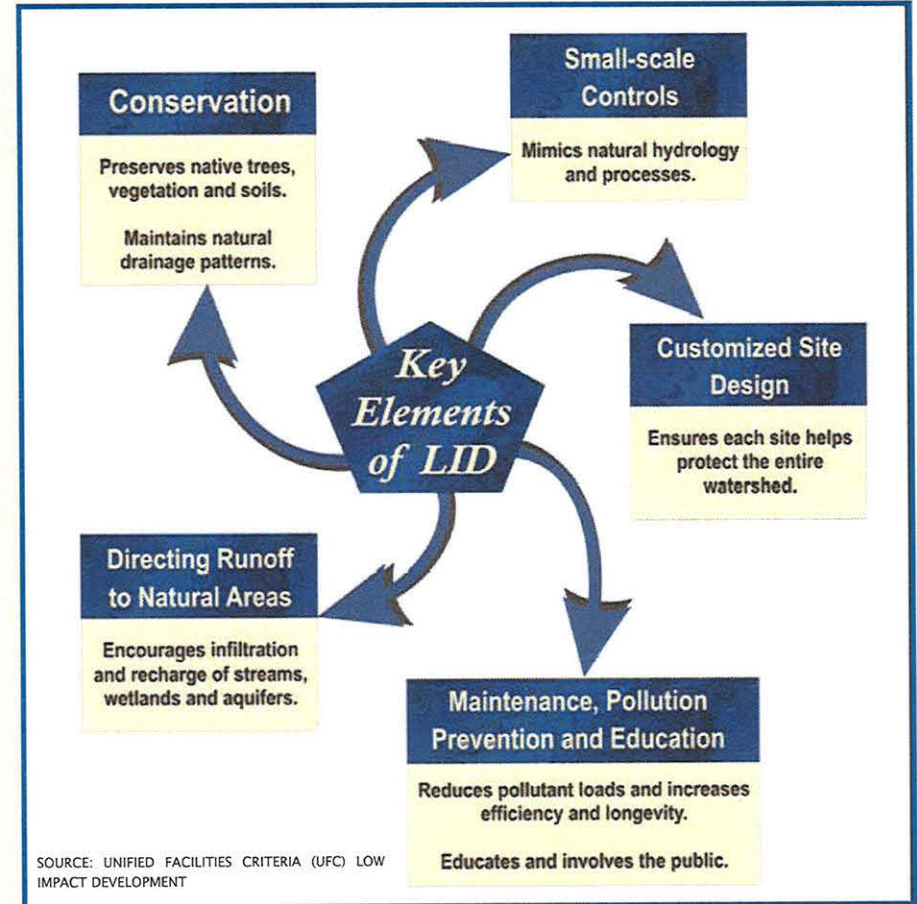 Conservation
Preserves native trees,
vegetation and soils.
Maintains natural
drainage patterns.
Small-scale
Controls
Mimics natural hydrology
and processes.
Key
Elements
of LID
Customized Site
Design
Ensures each site helps
protect the entire
watershed.
Directing Runoff
to Natural Areas
Encourages infiltration
and recharge of streams,
wetlands and aquifers.
Maintenance, Pollution
Prevention and Education
Reduces pollutant loads and increases
efficiency and longevity.
Educates and involves the public.
SOURCE: UNIFIED FACILITIES CRITERIA (UFC) LOW
IMPACT DEVELOPMENT